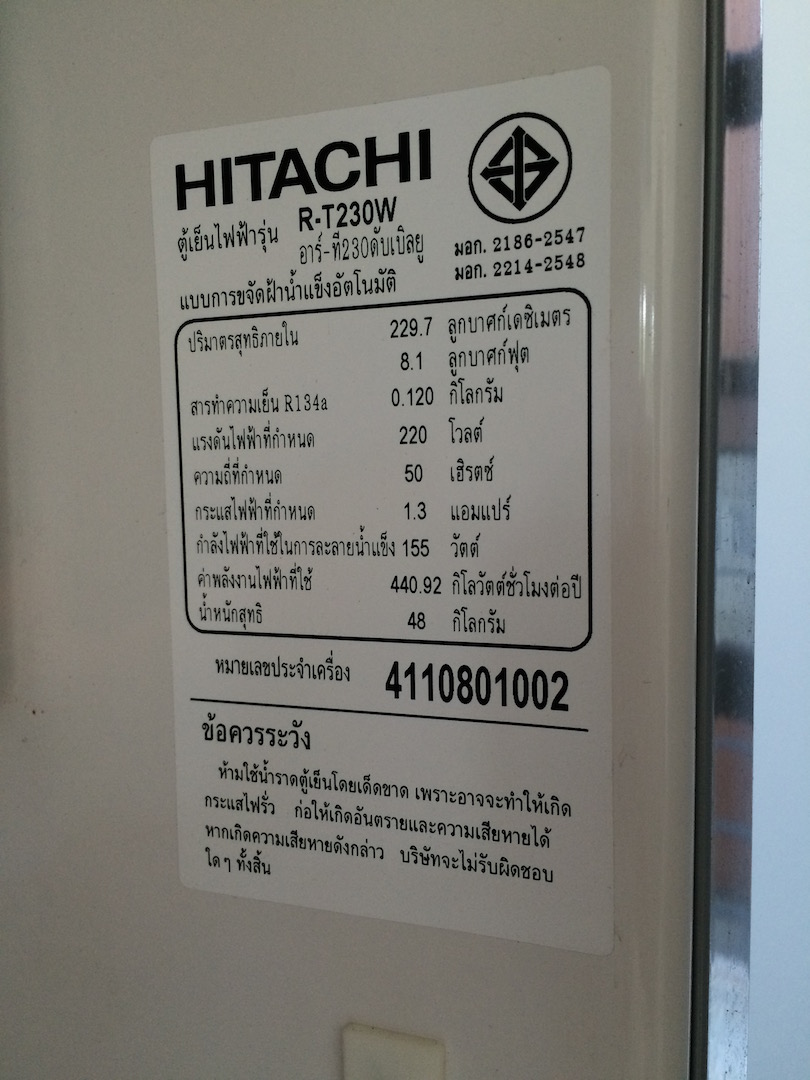 HITACHI
ตู้เย็นไฟฟ้ารุ่น R-T230W
อาร์-ที230ดับเบิลยู
มอก. 2186-2547
มอก. 2214-2548
แบบการขจัดฝ้าน้ำแข็งอัตโนมัติ
ปริมาตรสุทธิภายใน 229.7 ลูกบาศก์เดซิเมตร
8.1 ลูกบาศก์ฟุต
สารทำความเย็น R134a 0.120 กิโลกรัม
แรงดันไฟฟ้าที่กำหนด 220 โวลต์
ความถี่ที่กำหนด 50 เฮิรตซ์
กระแสไฟฟ้าที่กำหนด 1.3 แอมแปร์
กำลังไฟฟ้าที่ใช้ในการละลายน้ำแข็ง 155 วัตต์
ค่าพลังงานไฟฟ้าที่ใช้ 440.92 กิโลวัตต์ชั่วโมงต่อปี
น้ำหนักสุทธิ 48 กิโลกรัม
หมายเลขประจำเครื่อง 4110801002
ข้อควรระวัง
ห้ามใช้น้ำราดตู้เย็นโดยเด็ดขาด เพราะอาจจะทำให้เกิด
กระแสไฟรั่ว ก่อให้เกิดอันตรายและความเสียหายได้
หากเกิดความเสียหายดังกล่าว บริษัทจะไม่รับผิดชอบ
ใดๆ ทั้งสิ้น